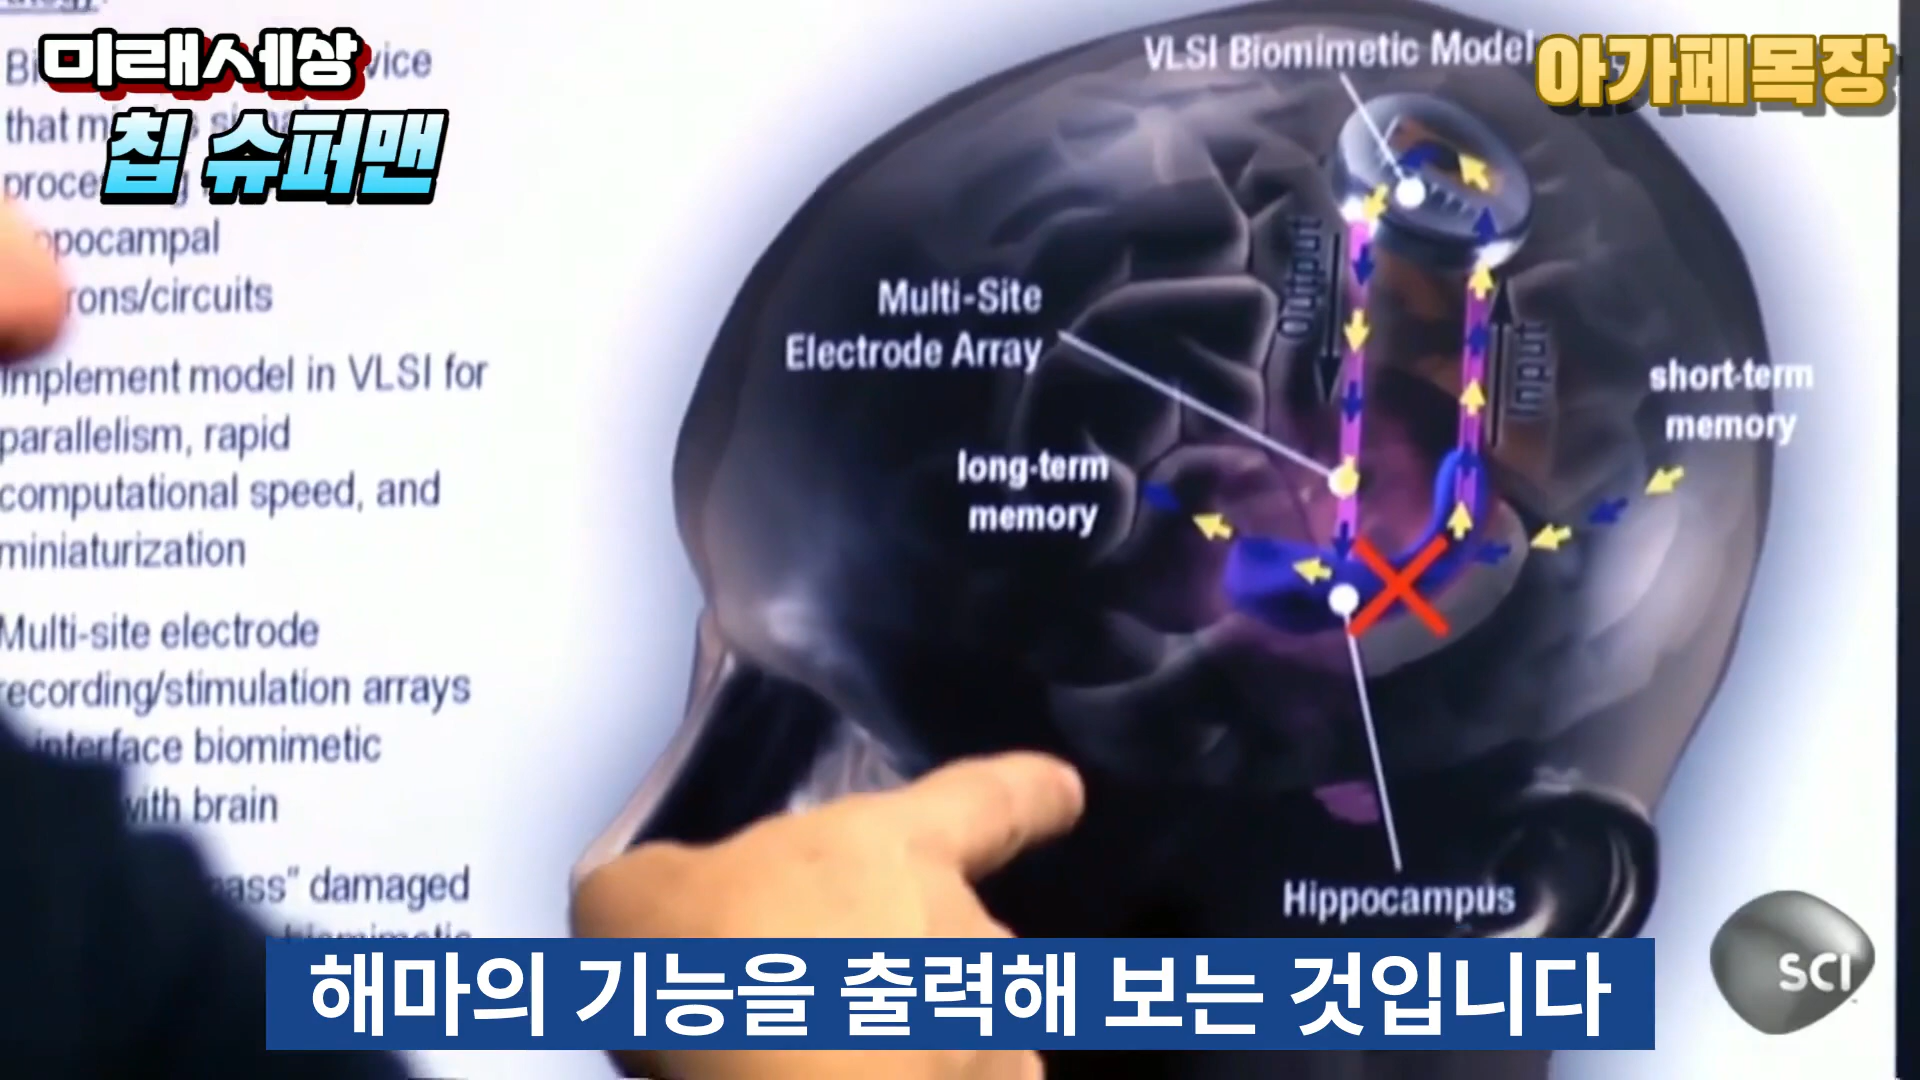 미래세상
칩 슈퍼맨
아가페목장
vice
that
ppocampal
rons/circuits
Implement model in VLSI for
parallelism, rapid
computational speed, and
miniaturization
Multi-site electrode
recording/stimulation arrays
interface biomimetic
with brain
pass" damaged
VLSI Biomimetic Model
Output
Input
Multi-Site
Electrode Array
short-term
memory
long-term
memory
Hippocampus
SCI
해마의 기능을 출력해 보는 것입니다